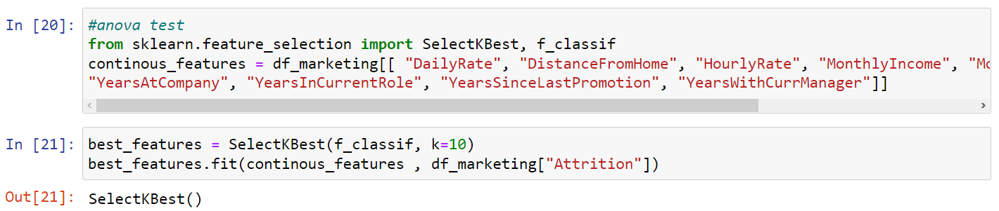 In [20]:
#anova test
from sklearn.feature_selection import SelectKBest, f_classif
continous_features = df_marketing[[ "DailyRate", "DistanceFromHome", "HourlyRate", "MonthlyIncome",
"YearsAtCompany", "YearsInCurrentRole", "YearsSinceLastPromotion", "YearsWithCurrManager"]]
In [21]:
best_features = SelectKBest(f_classif, k=10)
best_features.fit(continous_features , df_marketing["Attrition"])
Out[21]:
SelectKBest()